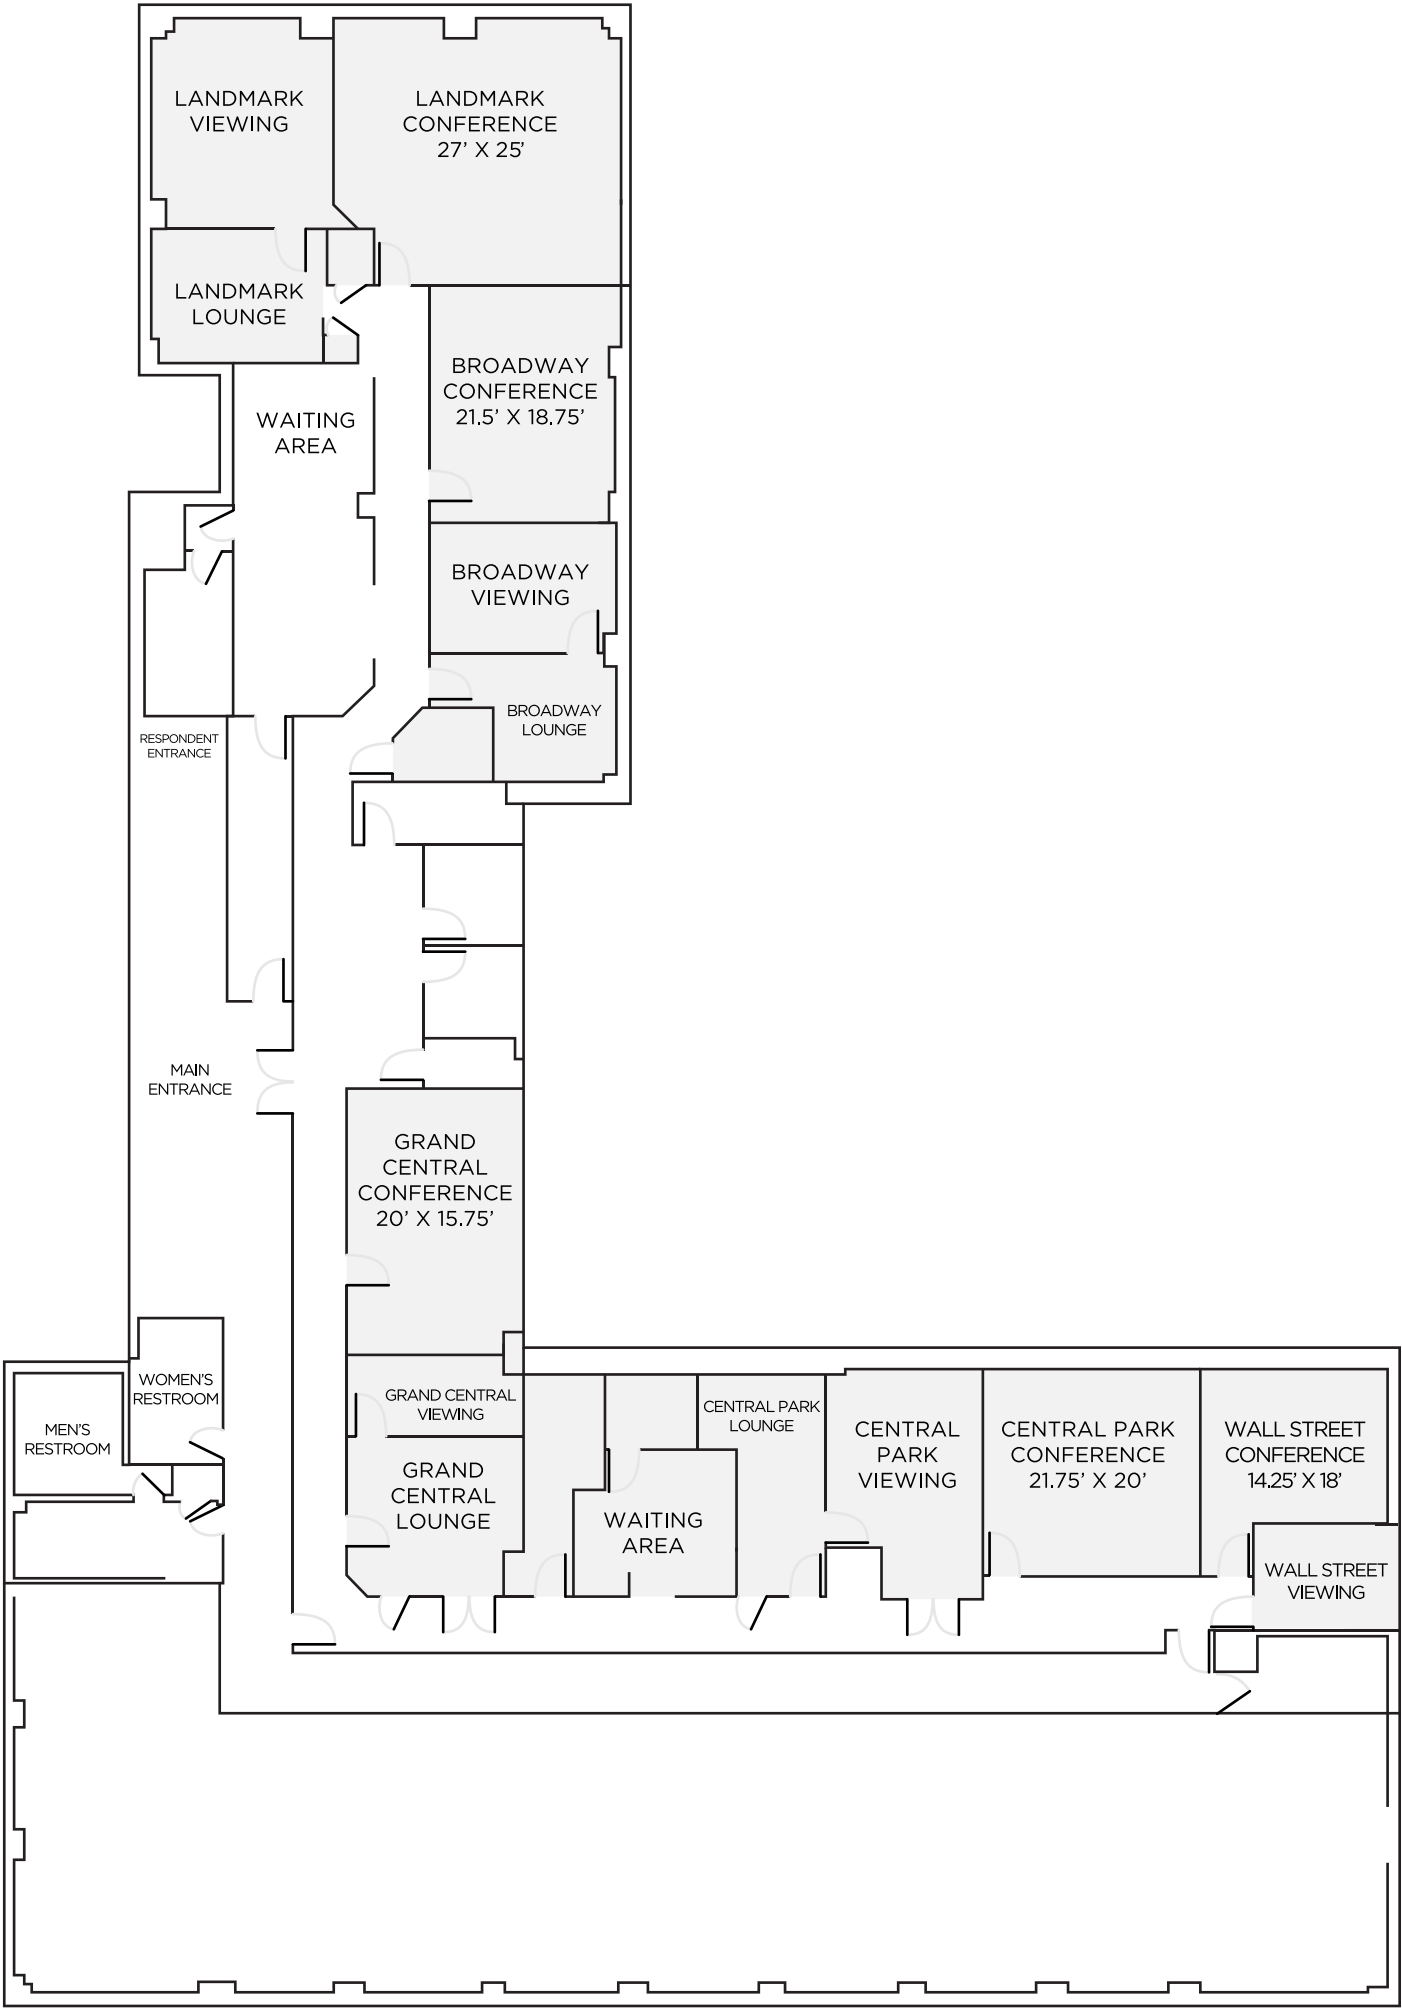 LANDMARK
VIEWING
LANDMARK
CONFERENCE
27’ X 25’
LANDMARK
LOUNGE
BROADWAY
CONFERENCE
21.5’ X 18.75’
WAITING
AREA
BROADWAY
VIEWING
BROADWAY
LOUNGE
RESPONDENT
ENTRANCE
MAIN
ENTRANCE
GRAND
CENTRAL
CONFERENCE
20’ X 15.75’
WOMEN’S
RESTROOM
MEN’S
RESTROOM
GRAND CENTRAL
VIEWING
GRAND
CENTRAL
LOUNGE
CENTRAL PARK
LOUNGE
WAITING
AREA
CENTRAL
PARK
VIEWING
CENTRAL PARK
CONFERENCE
21.75’ X 20’
WALL STREET
CONFERENCE
14.25’ X 18’
WALL STREET
VIEWING